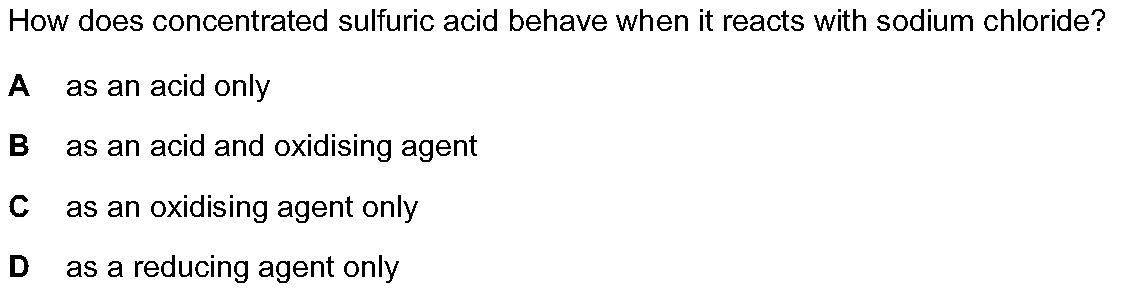 How does concentrated sulfuric acid behave when it reacts with sodium chloride?
A as an acid only
B as an acid and oxidising agent
C as an oxidising agent only
D as a reducing agent only